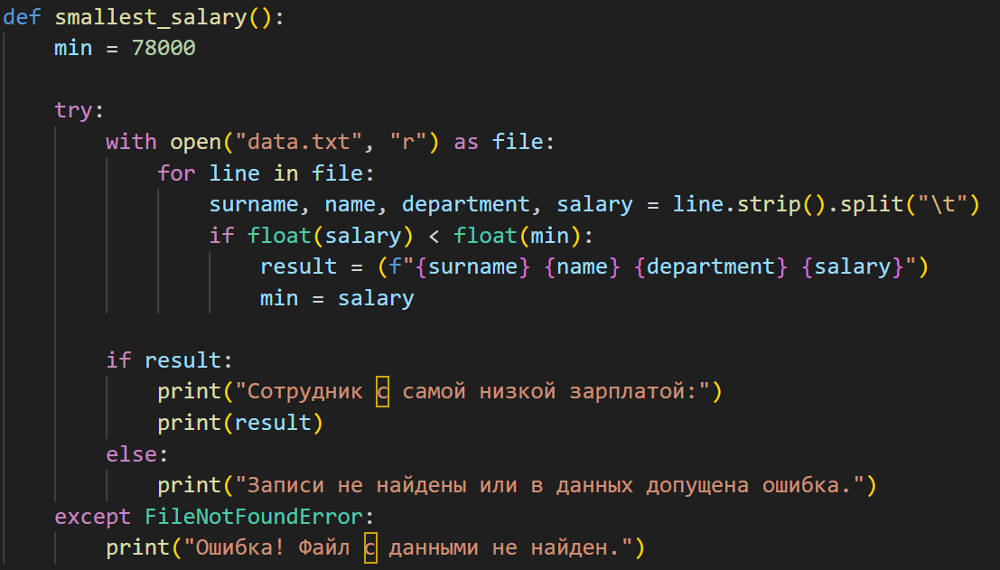 def smallest_salary():
    min = 78000

    try:
        with open("data.txt", "r") as file:
            for line in file:
                surname, name, department, salary = line.strip().split("\t")
                if float(salary) < float(min):
                    result = (f"{surname} {name} {department} {salary}")
                    min = salary

        if result:
            print("Сотрудник с самой низкой зарплатой:")
            print(result)
        else:
            print("Записи не найдены или в данных допущена ошибка.")
    except FileNotFoundError:
        print("Ошибка! Файл с данными не найден.")